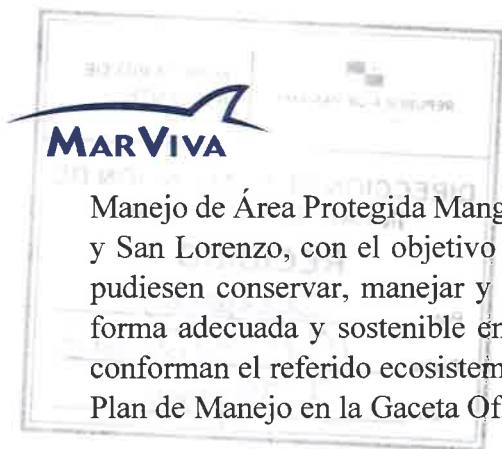 MARVIVA
Manejo de Área Protegida Mang
y San Lorenzo, con el objetivo
pudiesen conservar, manejar y
forma adecuada y sostenible en
conforman el referido ecosistem
Plan de Manejo en la Gaceta Of